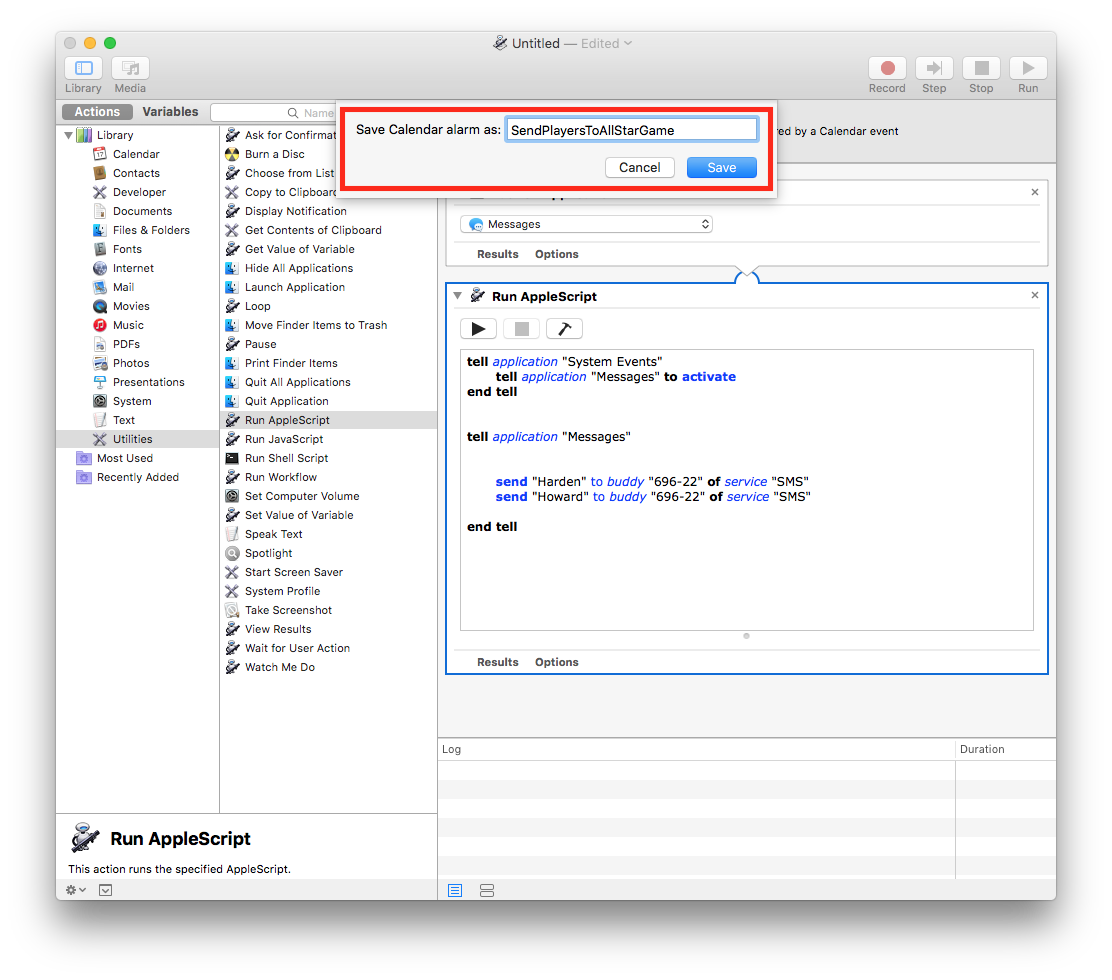 Untitled — Edited
Library
Media
Record
Step
Stop
Run
Actions
Variables
Name
Save Calendar alarm as: SendPlayersToAllStarGame
Cancel
Save
ed by a Calendar event
Library
Calendar
Contacts
Developer
Documents
Files & Folders
Fonts
Internet
Mail
Movies
Music
PDFs
Photos
Presentations
System
Text
Utilities
Most Used
Recently Added
Ask for Confirmat
Burn a Disc
Choose from List
Copy to Clipboard
Display Notification
Get Contents of Clipboard
Get Value of Variable
Hide All Applications
Launch Application
Loop
Move Finder Items to Trash
Pause
Print Finder Items
Quit All Applications
Quit Application
Run AppleScript
Run JavaScript
Run Shell Script
Run Workflow
Set Computer Volume
Set Value of Variable
Speak Text
Spotlight
Start Screen Saver
System Profile
Take Screenshot
View Results
Wait for User Action
Watch Me Do
Messages
Results
Options
Run AppleScript
tell application "System Events"
tell application "Messages" to activate
end tell
tell application "Messages"
send "Harden" to buddy "696-22" of service "SMS"
send "Howard" to buddy "696-22" of service "SMS"
end tell
Results
Options
Log
Duration
Run AppleScript
This action runs the specified AppleScript.